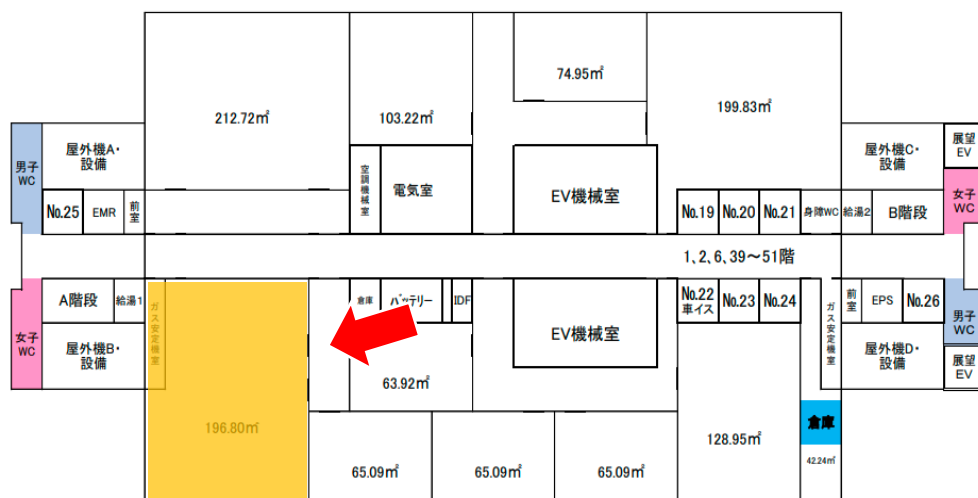 74.95㎡
212.72㎡
103.22㎡
199.83㎡
屋外機A・
設備
男子
WC
空調機械室
電気室
EV機械室
屋外機C・
設備
展望
EV
女子
WC
No.25
EMR
前室
No.19
No.20
No.21
身障WC
給湯2
B階段
1、2、6、39～51階
A階段
給湯1
ガス安定機室
倉庫
バッテリー
IDF
No.22
車イス
No.23
No.24
ガス安定機室
前室
EPS
No.26
女子
WC
屋外機B・
設備
EV機械室
屋外機D・
設備
男子
WC
展望
EV
63.92㎡
196.80㎡
65.09㎡
65.09㎡
65.09㎡
128.95㎡
倉庫
42.24㎡